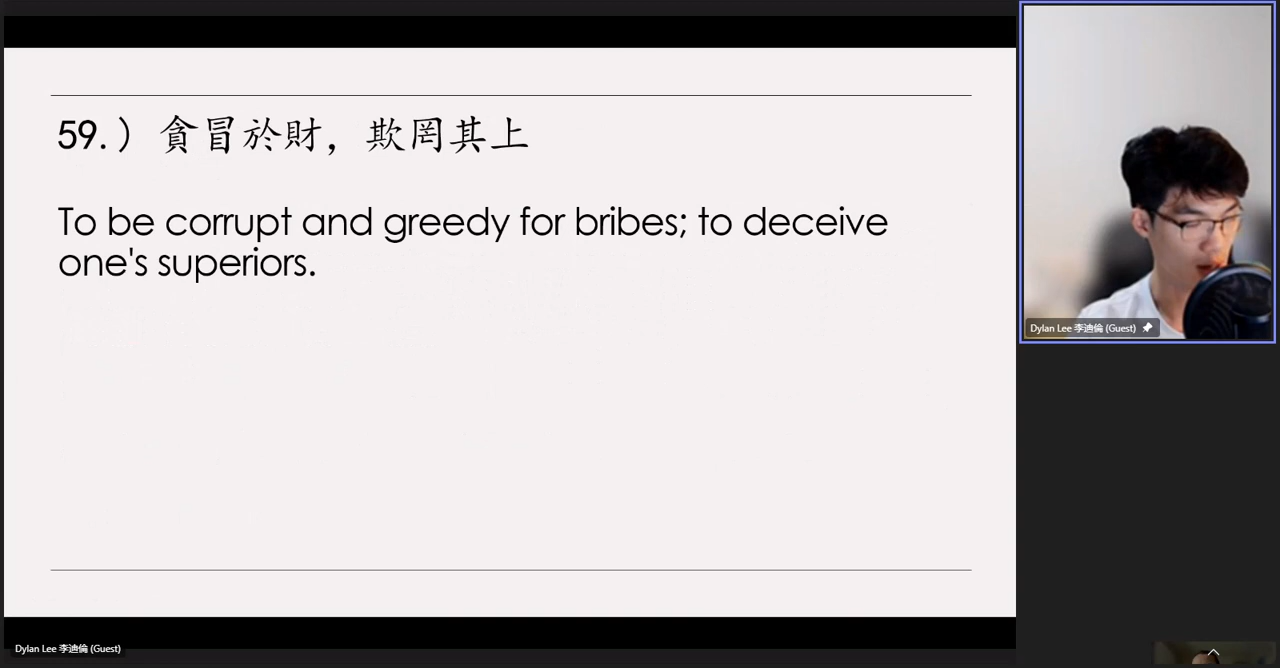 59.）貪冒於財，欺罔其上
To be corrupt and greedy for bribes; to deceive
one's superiors.
Dylan Lee 李迪倫 (Guest)
Dylan Lee 李迪倫 (Guest)